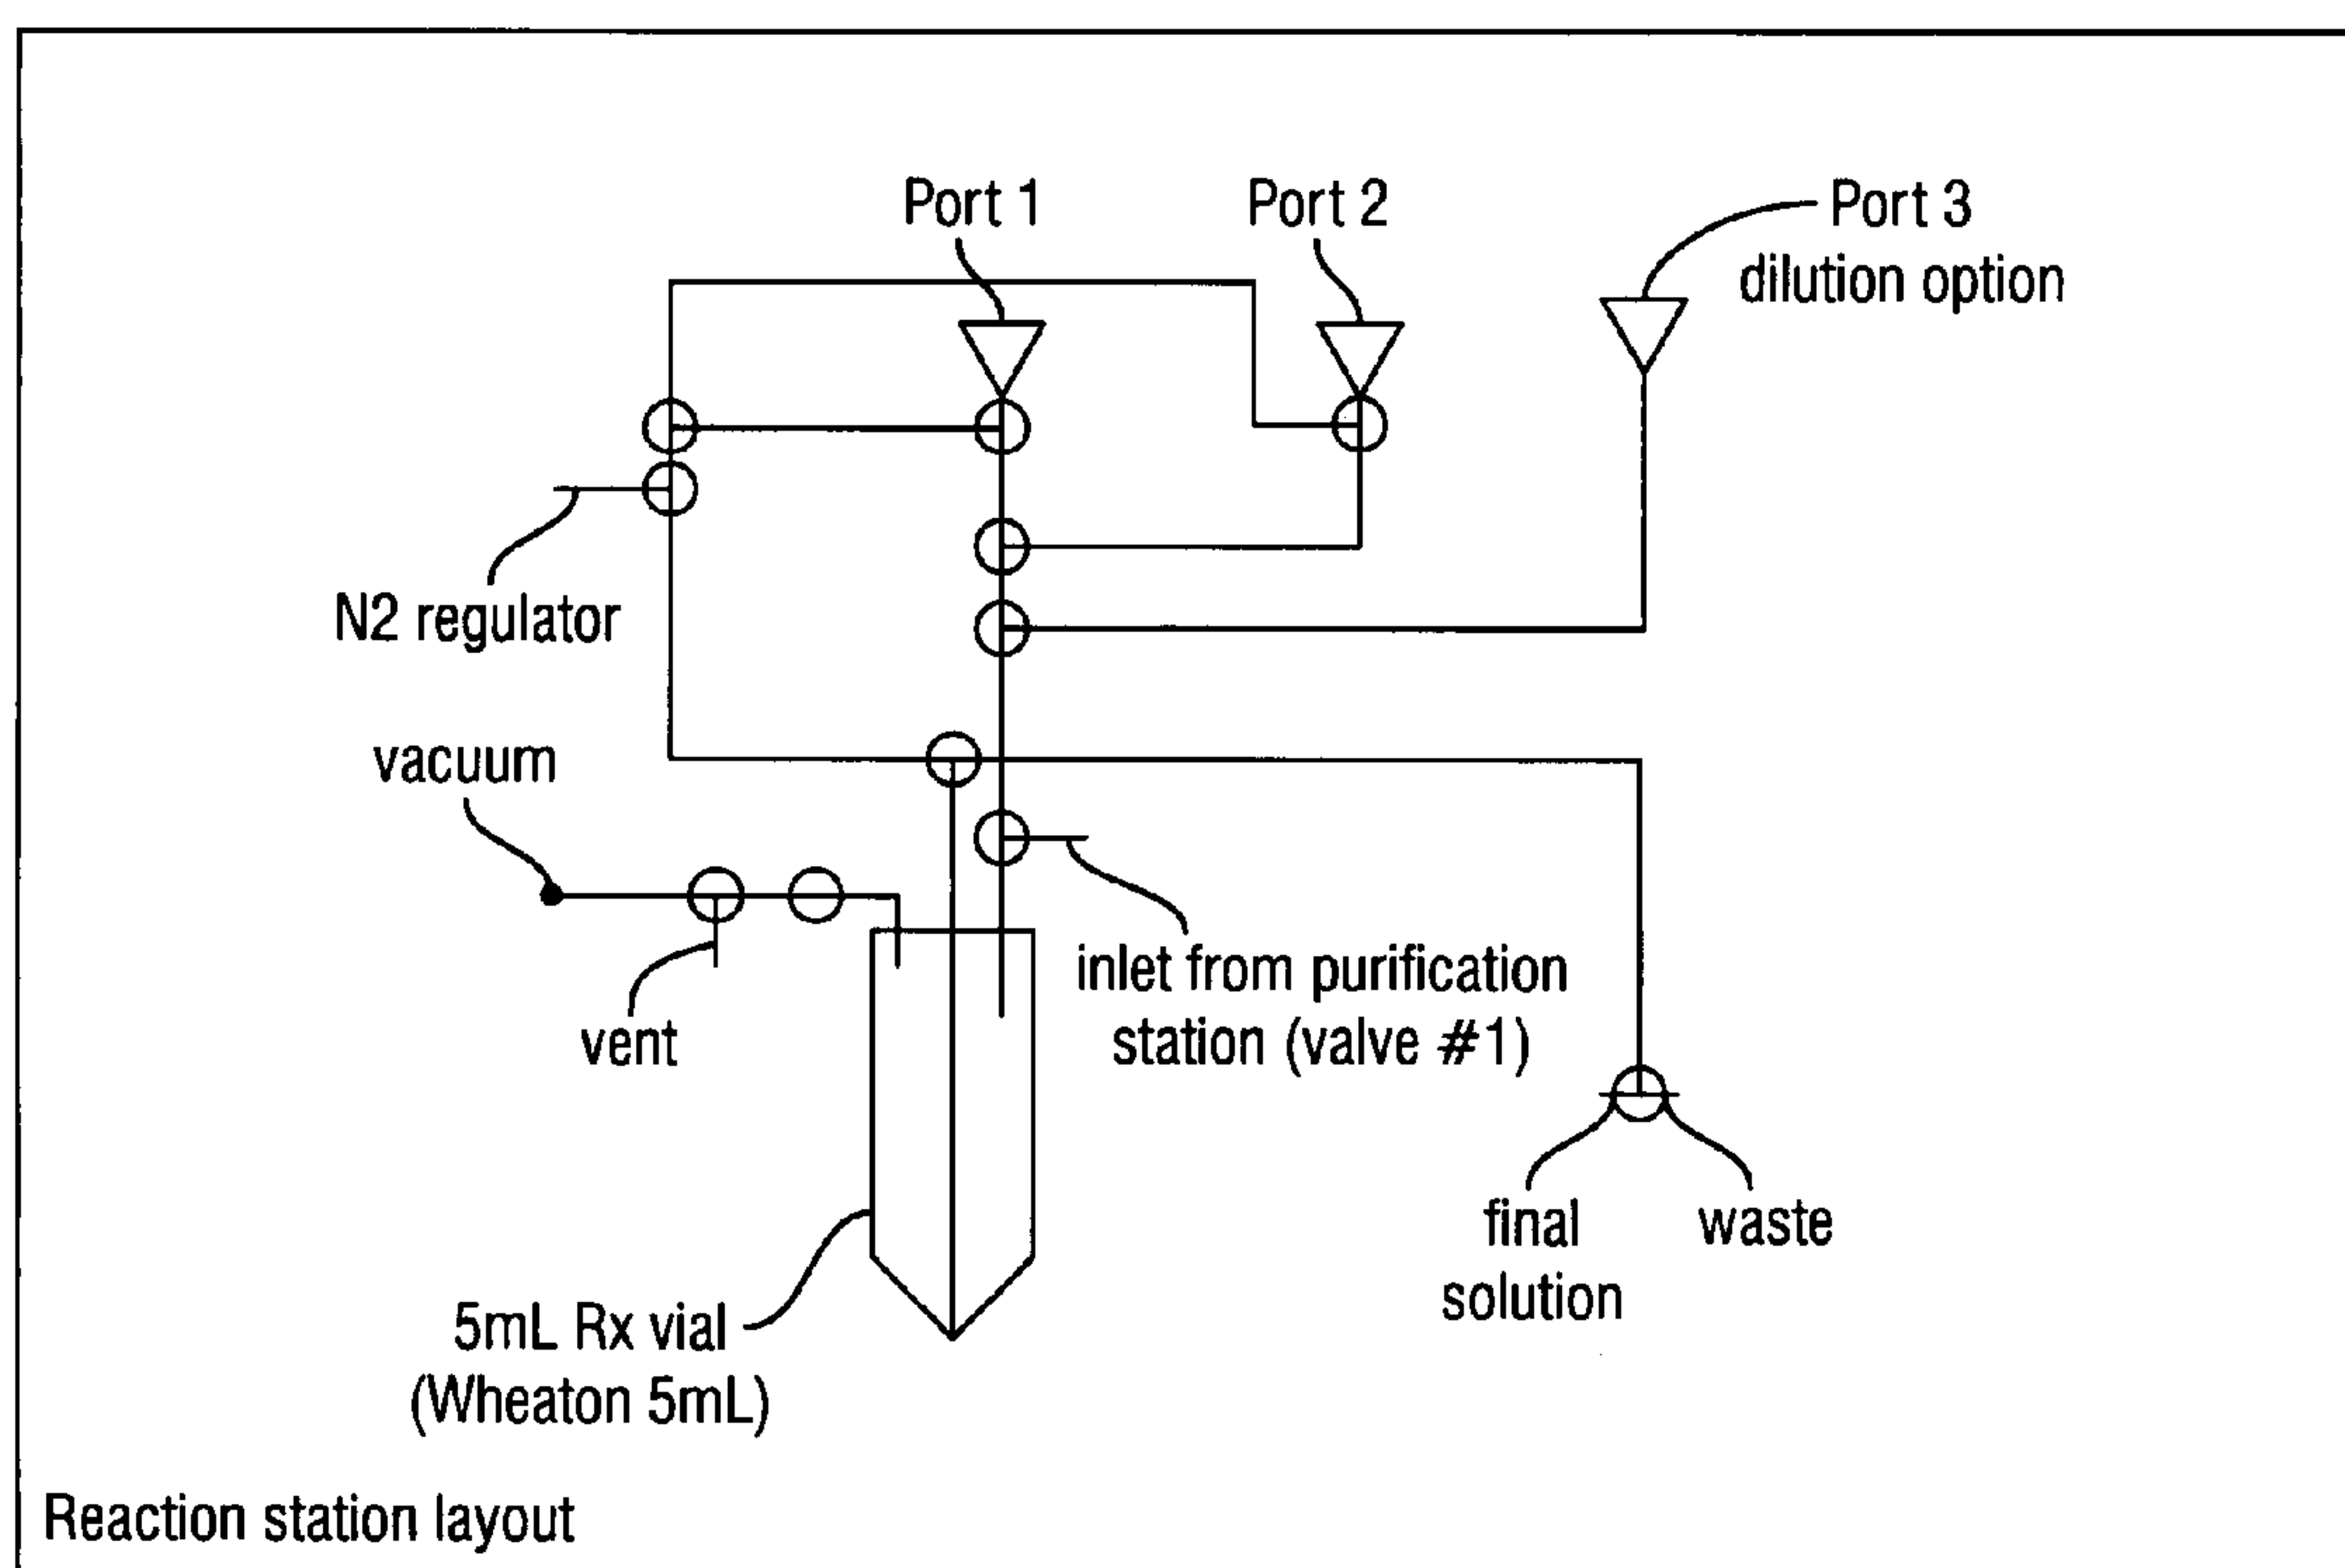 Port 1
Port 2
Port 3
dilution option
N2 regulator
vacuum
vent
inlet from purification
station (valve #1)
final
solution
waste
5mL Rx vial
(Wheaton 5mL)
Reaction station layout